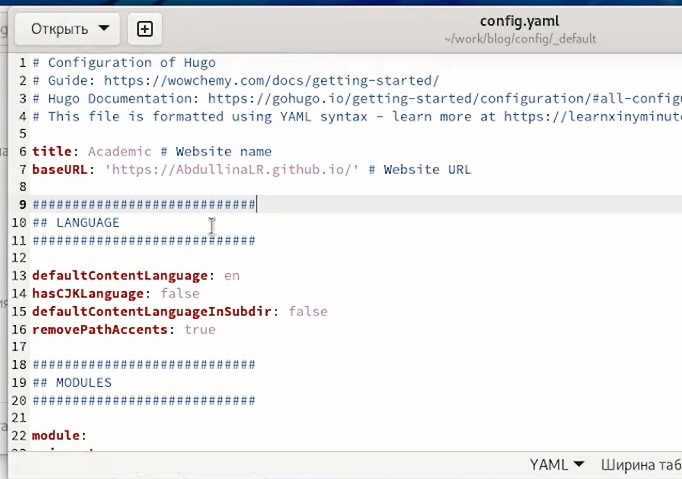 Открыть
config.yaml
~/work/blog/config/_default
1 # Configuration of Hugo
2 # Guide: https://wowchemy.com/docs/getting-started/
3 # Hugo Documentation: https://gohugo.io/getting-started/configuration/#all-config
4 # This file is formatted using YAML syntax - learn more at https://learnxinyminute
5
6 title: Academic # Website name
7 baseURL: 'https://AbdullinaLR.github.io/' # Website URL
8
9 ############################
10 ## LANGUAGE
11 ############################
12
13 defaultContentLanguage: en
14 hasCJKLanguage: false
15 defaultContentLanguageInSubdir: false
16 removePathAccents: true
17
18 ############################
19 ## MODULES
20 ############################
21
22 module:
YAML Ширина таб